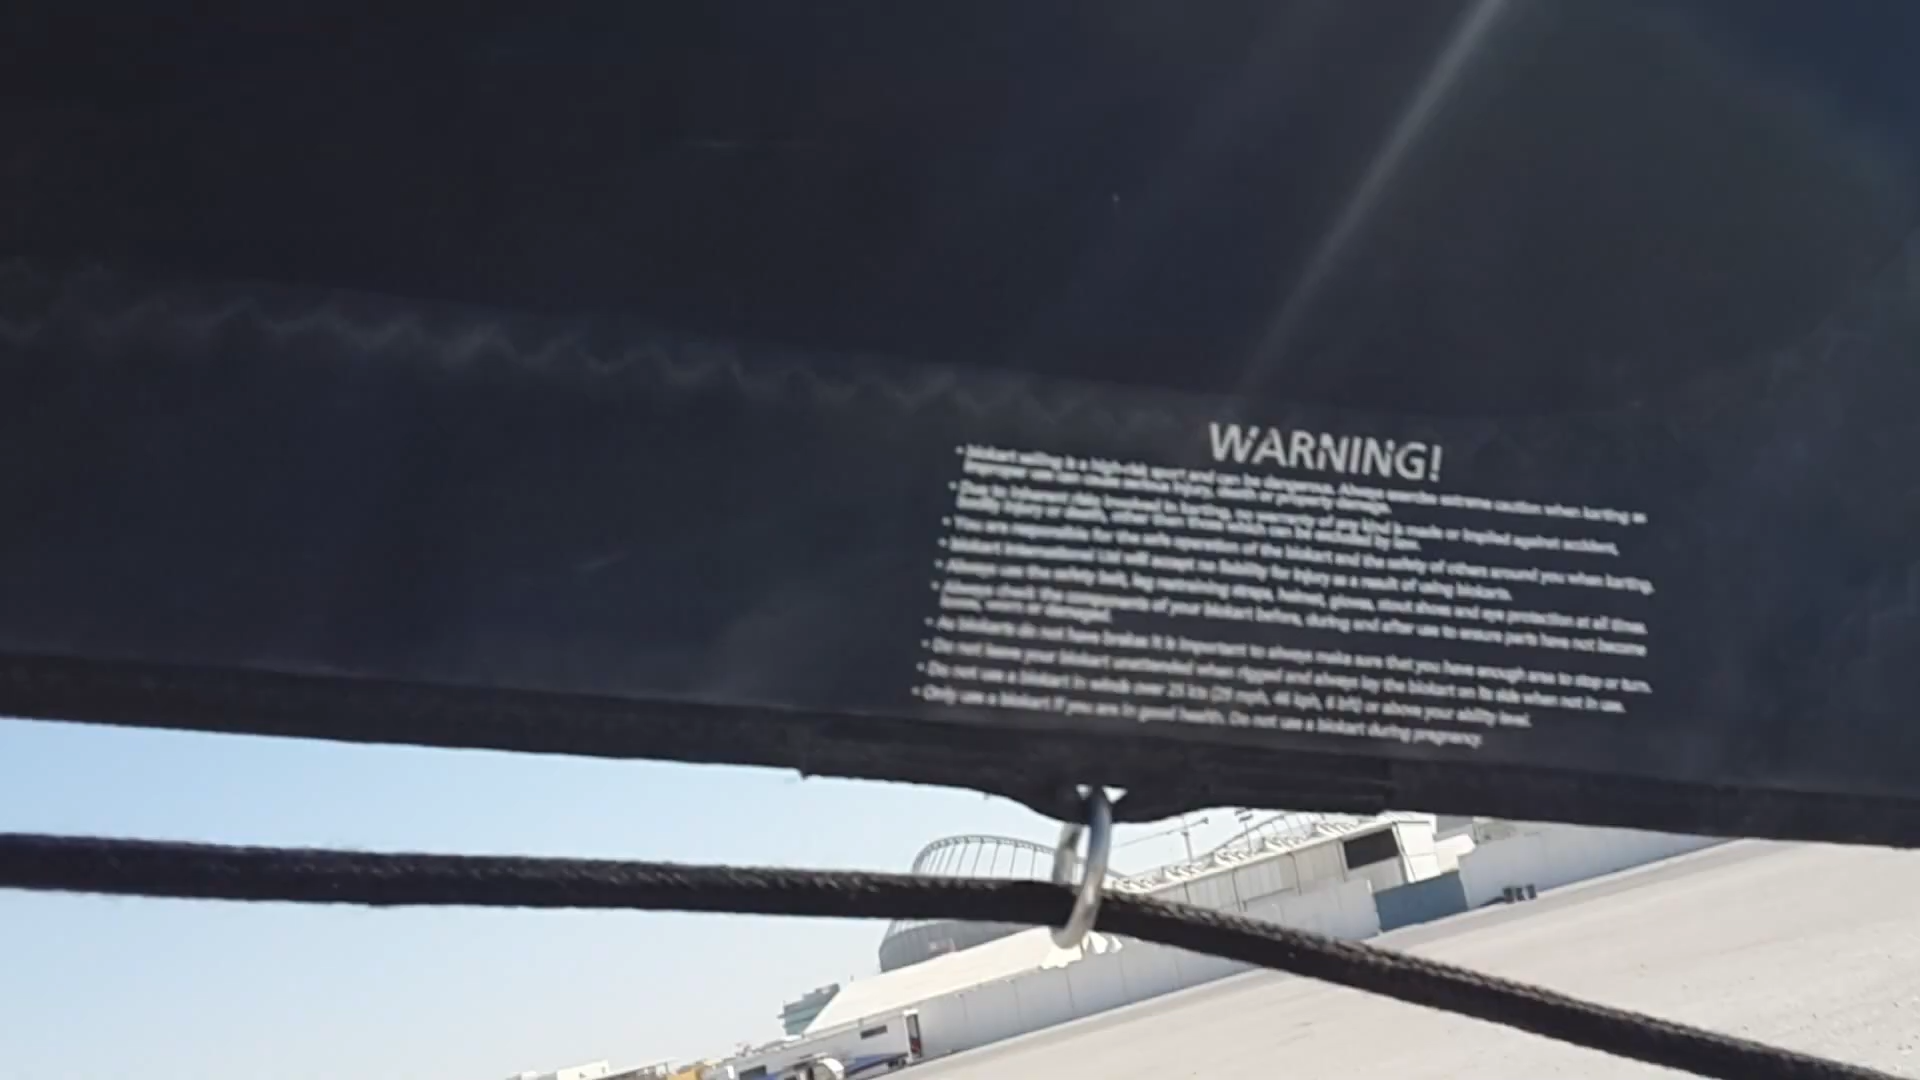 WARNING!
• blokart sailing is a high-risk sport and can be dangerous. Always exercise extreme caution when karting as
improper use can cause serious injury, death or property damage.
• Due to inherent risks involved in karting, no warranty of any kind is made or implied against accident,
bodily injury or death, other than those which can be excluded by law.
• You are responsible for the safe operation of the blokart and the safety of others around you when karting.
• blokart International Ltd will accept no liability for injury as a result of using blokarts.
• Always use the safety belt, leg restraining straps, helmet, gloves, stout shoes and eye protection at all times.
• Always check the components of your blokart before, during and after use to ensure parts have not become
loose, worn or damaged.
• As blokarts do not have brakes it is important to always make sure that you have enough area to stop or turn.
• Do not leave your blokart unattended when rigged and always lay the blokart on its side when not in use.
• Do not use a blokart in winds over 25 kts (29 mph, 46 kph, 6 bft) or above your ability level.
• Only use a blokart if you are in good health. Do not use a blokart during pregnancy.